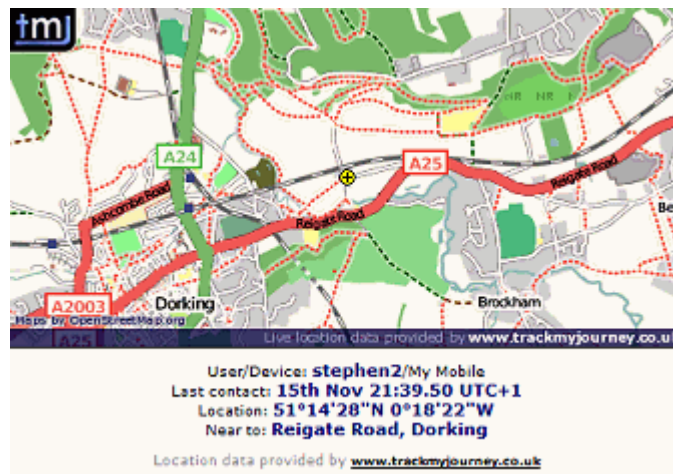 tmj
NR NR N
A24
A25
Ashcombe Road
Reigate Road
Reigate Road
Be
A2003
Dorking
Brockham
Maps by OpenStreetMap.org
A25
Live location data provided by www.trackmyjourney.co.u
User/Device: stephen2/My Mobile
Last contact: 15th Nov 21:39.50 UTC+1
Location: 51°14'28"N 0°18'22"W
Near to: Reigate Road, Dorking
Location data provided by www.trackmyjourney.co.uk